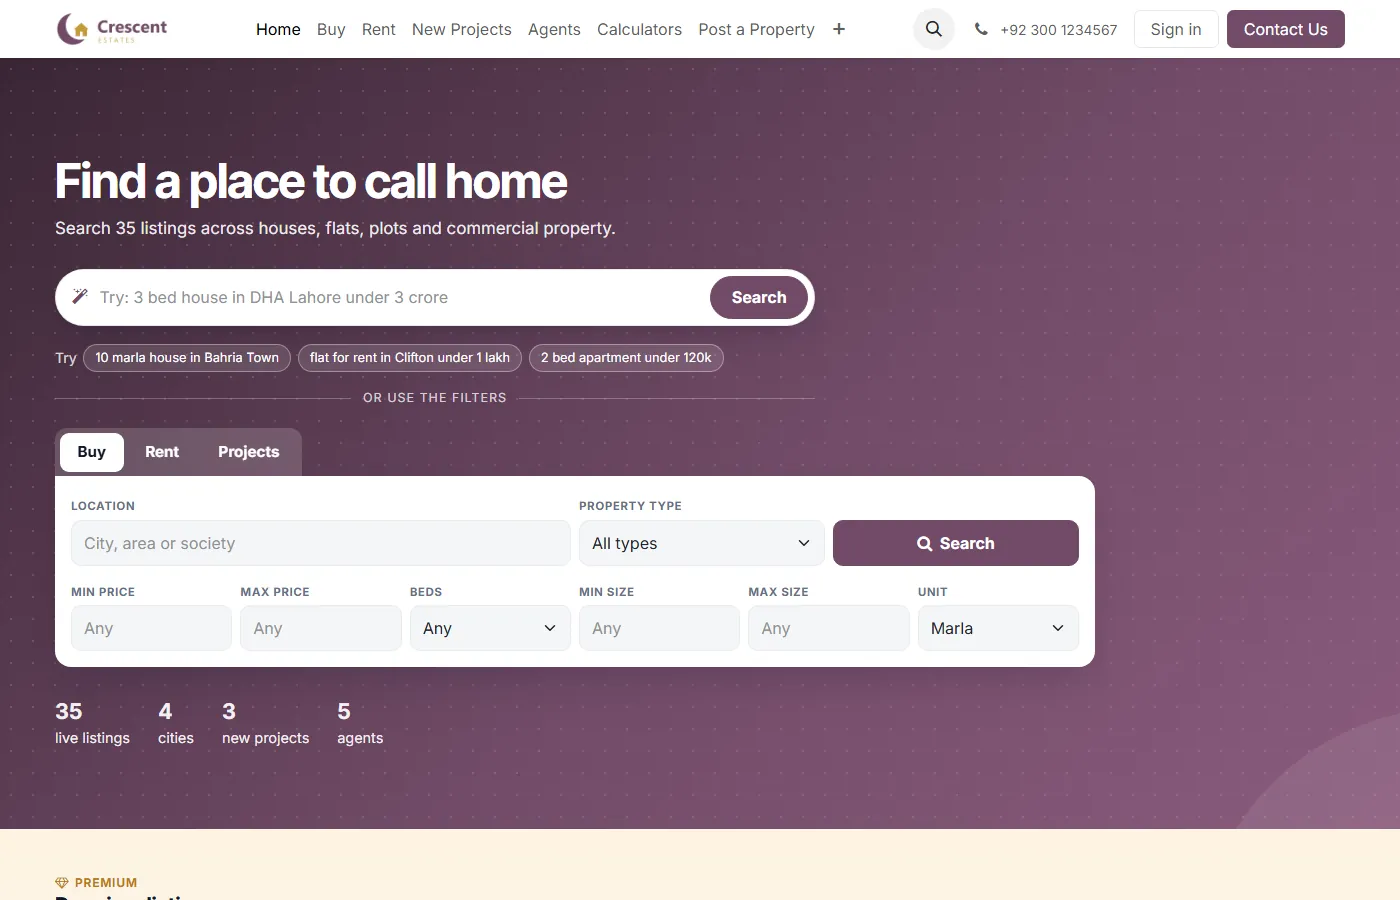 Crescent
ESTATES
Home Buy Rent New Projects Agents Calculators Post a Property +
+92 300 1234567 Sign in Contact Us
Find a place to call home
Search 35 listings across houses, flats, plots and commercial property.
Try: 3 bed house in DHA Lahore under 3 crore Search
Try 10 marla house in Bahria Town flat for rent in Clifton under 1 lakh 2 bed apartment under 120k
OR USE THE FILTERS
Buy Rent Projects
LOCATION PROPERTY TYPE
City, area or society All types Search
MIN PRICE MAX PRICE BEDS MIN SIZE MAX SIZE UNIT
Any Any Any Any Any Marla
35 4 3 5
live listings cities new projects agents
PREMIUM